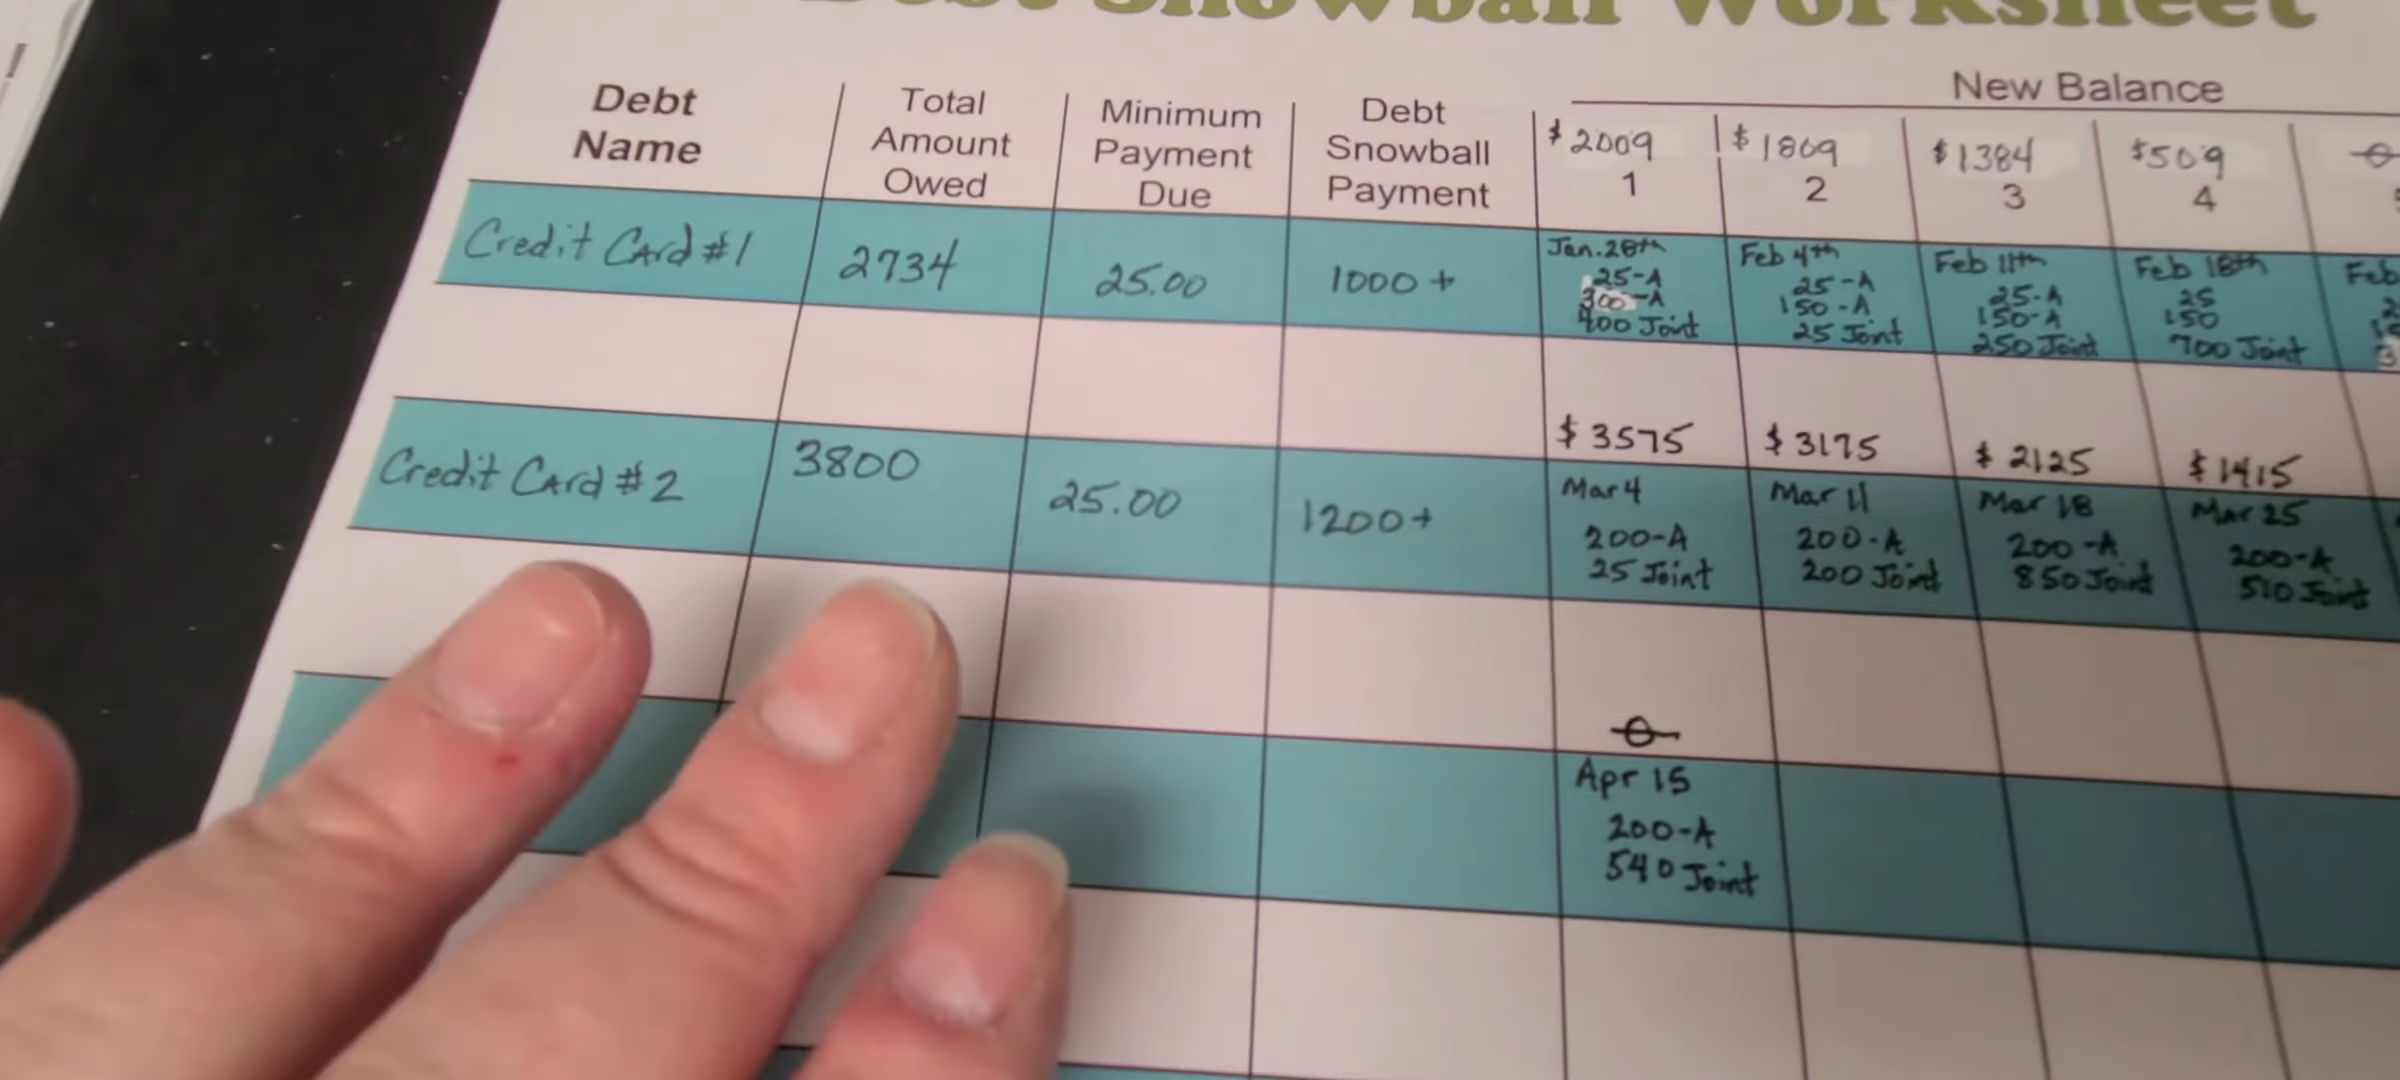 Debt Snowball Worksheet
New Balance
Debt Name
Total Amount Owed
Minimum Payment Due
Debt Snowball Payment
$2009
1
$1809
2
$1384
3
$509
4
Credit Card #1
2734
25.00
1000+
Jan. 28th
25-A
300-A
400 Joint
Feb 4th
25-A
150-A
25 Joint
Feb 11th
25-A
150-A
250 Joint
Feb 18th
25
150
700 Joint
Feb
$3575
$3175
$2125
$1415
Credit Card #2
3800
25.00
1200+
Mar 4
200-A
25 Joint
Mar 11
200-A
200 Joint
Mar 18
200-A
850 Joint
Mar 25
200-A
510 Joint
Apr 15
200-A
540 Joint